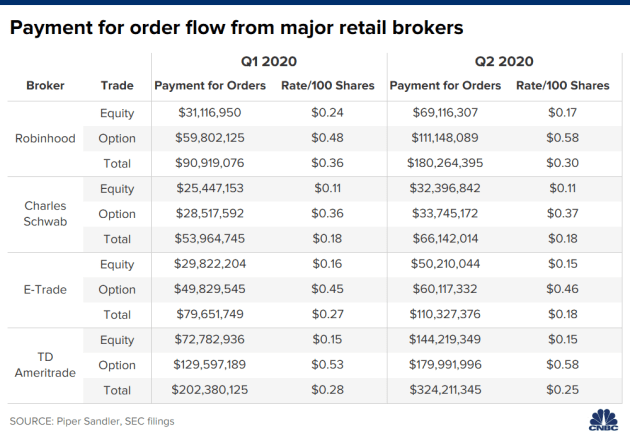 Payment for order flow from major retail brokers
Q1 2020 Q2 2020
Broker Trade Payment for Orders Rate/100 Shares Payment for Orders Rate/100 Shares
Robinhood
Equity $31,116,950 $0.24 $69,116,307 $0.17
Option $59,802,125 $0.48 $111,148,089 $0.58
Total $90,919,076 $0.36 $180,264,395 $0.30
Charles
Schwab
Equity $25,447,153 $0.11 $32,396,842 $0.11
Option $28,517,592 $0.36 $33,745,172 $0.37
Total $53,964,745 $0.18 $66,142,014 $0.18
E-Trade
Equity $29,822,204 $0.16 $50,210,044 $0.15
Option $49,829,545 $0.45 $60,117,332 $0.46
Total $79,651,749 $0.27 $110,327,376 $0.18
TD
Ameritrade
Equity $72,782,936 $0.15 $144,219,349 $0.15
Option $129,597,189 $0.53 $179,991,996 $0.58
Total $202,380,125 $0.28 $324,211,345 $0.25
SOURCE: Piper Sandler, SEC filings
CNBC